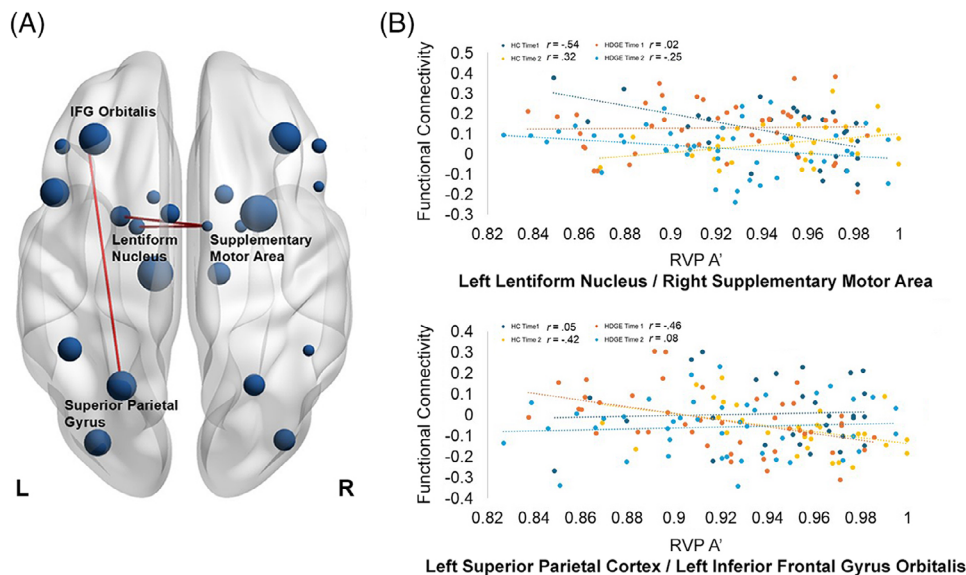 (A)
IFG Orbitalis
Lentiform
Nucleus
Supplementary
Motor Area
Superior Parietal
Gyrus
L
R
(B)
HC Time1 r = -.54
HDGE Time 1 r = .02
HC Time 2 r = .32
HDGE Time 2 r = -.25
Functional Connectivity
0.5
0.4
0.3
0.2
0.1
0
-0.1
-0.2
-0.3
0.82 0.84 0.86 0.88 0.9 0.92 0.94 0.96 0.98 1
RVP A'
Left Lentiform Nucleus / Right Supplementary Motor Area
HC Time1 r = .05
HDGE Time 1 r = -.46
HC Time 2 r = -.42
HDGE Time 2 r = .08
Functional Connectivity
0.4
0.3
0.2
0.1
0
-0.1
-0.2
-0.3
-0.4
0.82 0.84 0.86 0.88 0.9 0.92 0.94 0.96 0.98 1
RVP A'
Left Superior Parietal Cortex / Left Inferior Frontal Gyrus Orbitalis